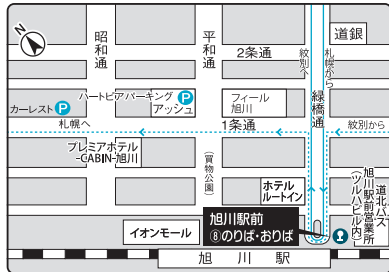 N
昭和通
平和通
道銀
札幌から
紋別へ
2条通
緑橋通
ハートピアパーキング P
アッシュ
カーレスト P
フィール
旭川
札幌へ
1条通
紋別から
プレミアホテル
-CABIN-旭川
(買物公園)
ホテル
ルートイン
旭川駅前
⑧のりば・おりば
道北バス
旭川駅前営業所
(ツルハビル内)
イオンモール
旭川駅